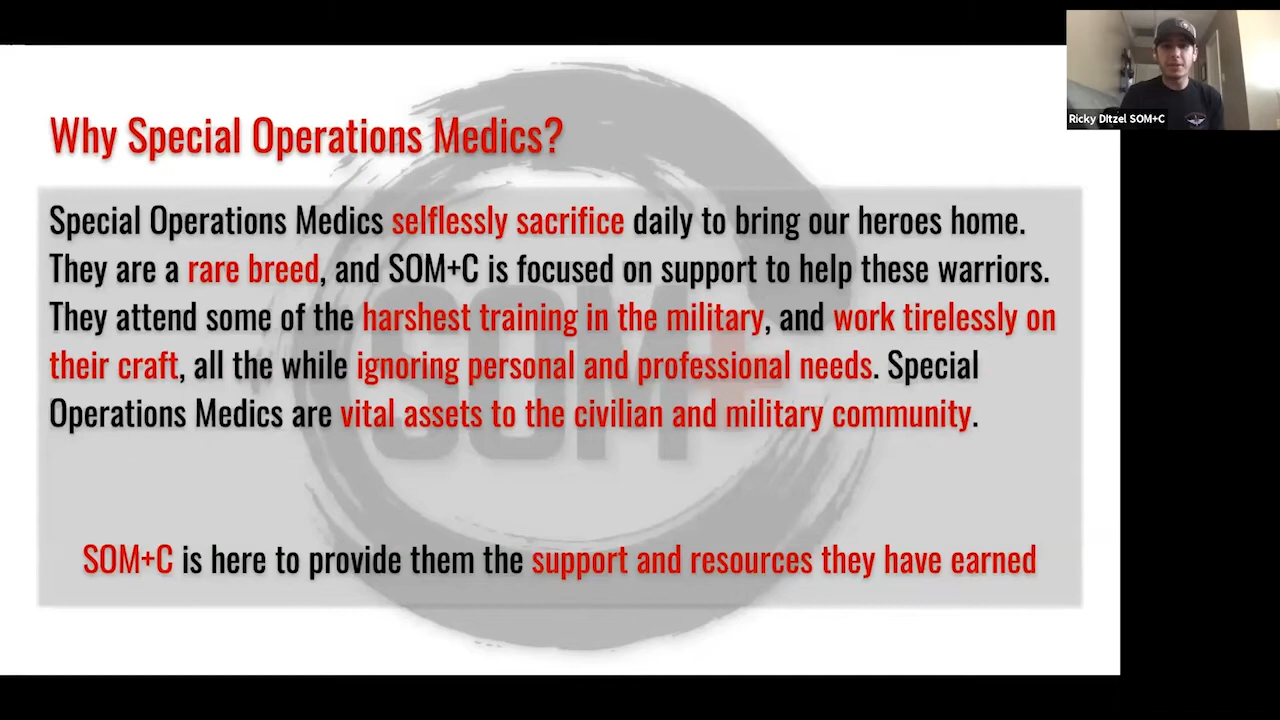 Why Special Operations Medics?
Special Operations Medics selflessly sacrifice daily to bring our heroes home.
They are a rare breed, and SOM+C is focused on support to help these warriors.
They attend some of the harshest training in the military, and work tirelessly on
their craft, all the while ignoring personal and professional needs. Special
Operations Medics are vital assets to the civilian and military community.
SOM+C is here to provide them the support and resources they have earned
SOM+
Ricky Ditzel SOM+C